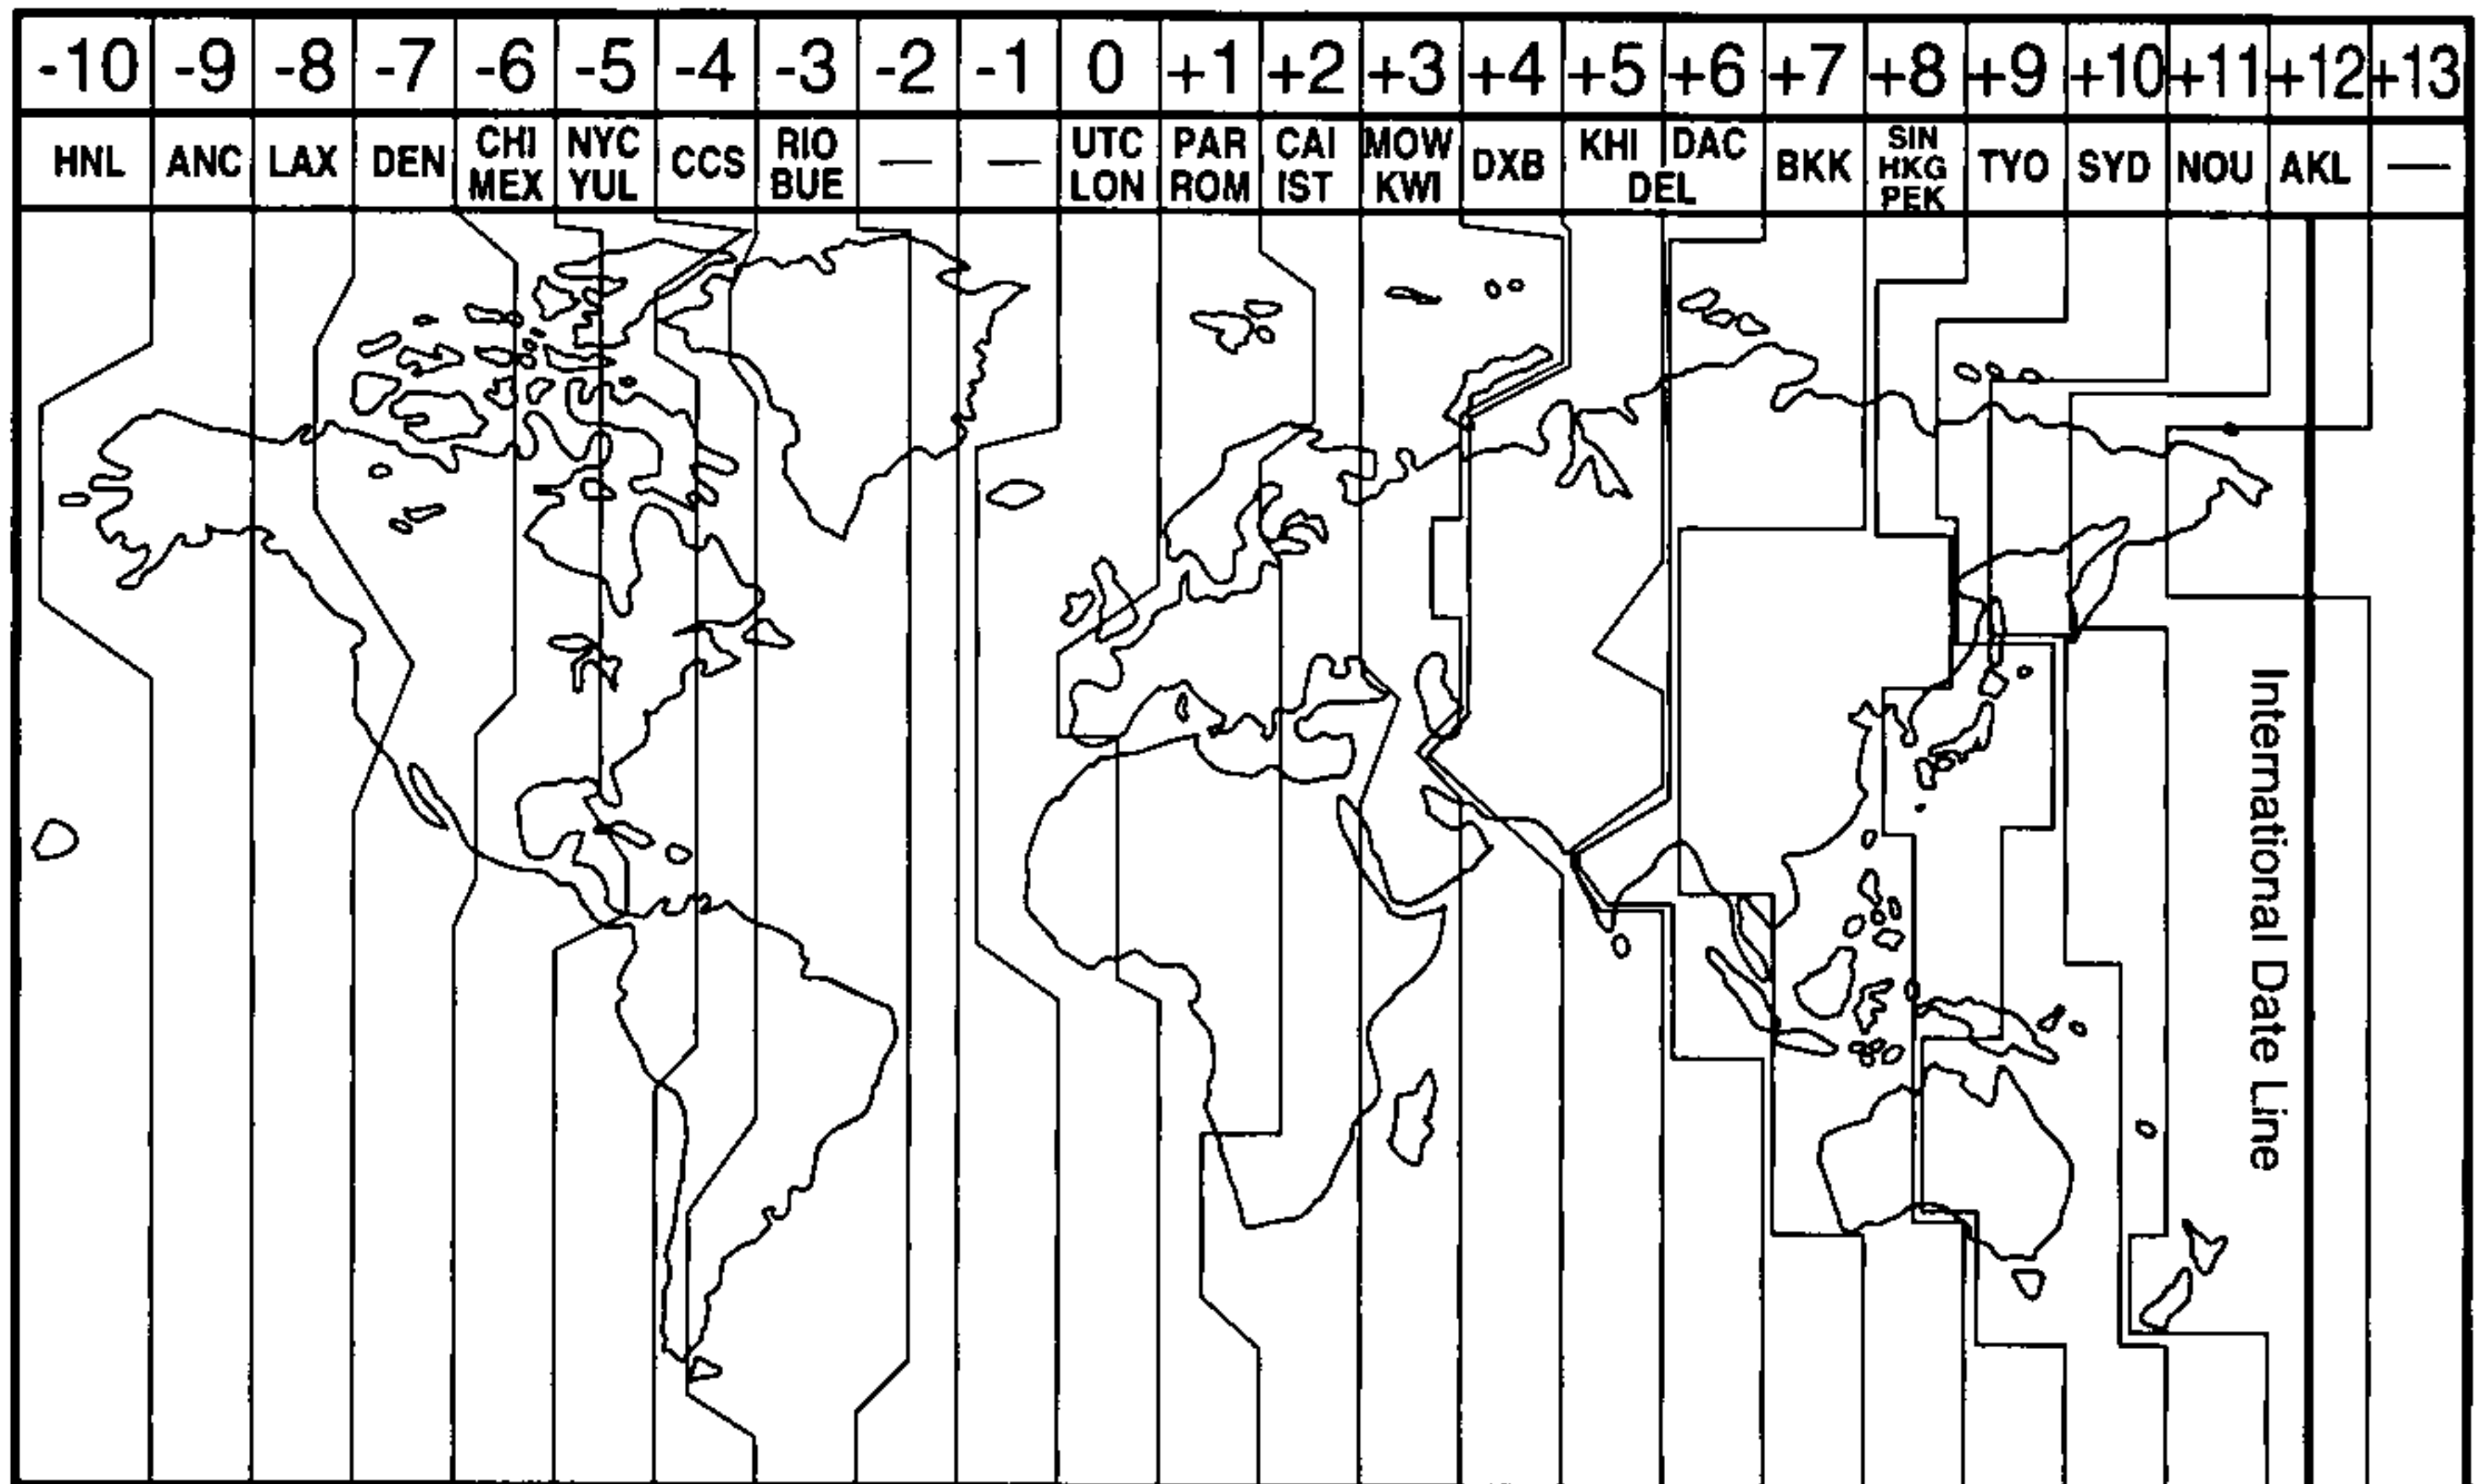 -10 -9 -8 -7 -6 -5 -4 -3 -2 -1 0 +1 +2 +3 +4 +5 +6 +7 +8 +9 +10 +11 +12 +13
HNL ANC LAX DEN CHI MEX NYC YUL CCS RIO BUE — — UTC LON PAR ROM CAI IST MOW KWI DXB KHI DEL DAC BKK SIN HKG PEK TYO SYD NOU AKL —
International Date Line